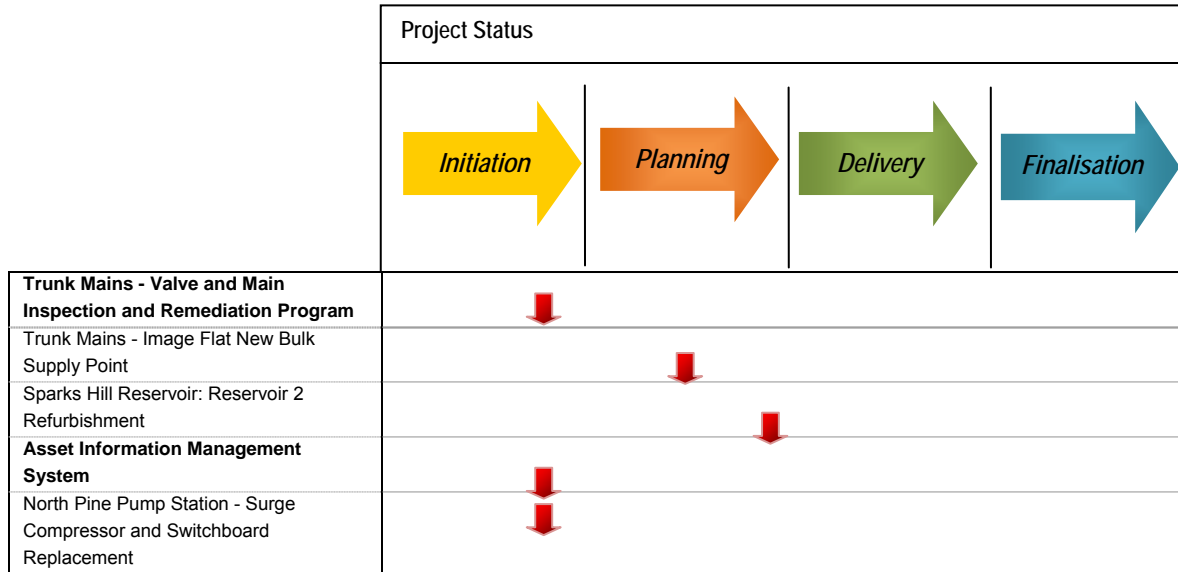 Project Status
Initiation
Planning
Delivery
Finalisation
Trunk Mains - Valve and Main
Inspection and Remediation Program
Trunk Mains - Image Flat New Bulk
Supply Point
Sparks Hill Reservoir: Reservoir 2
Refurbishment
Asset Information Management
System
North Pine Pump Station - Surge
Compressor and Switchboard
Replacement